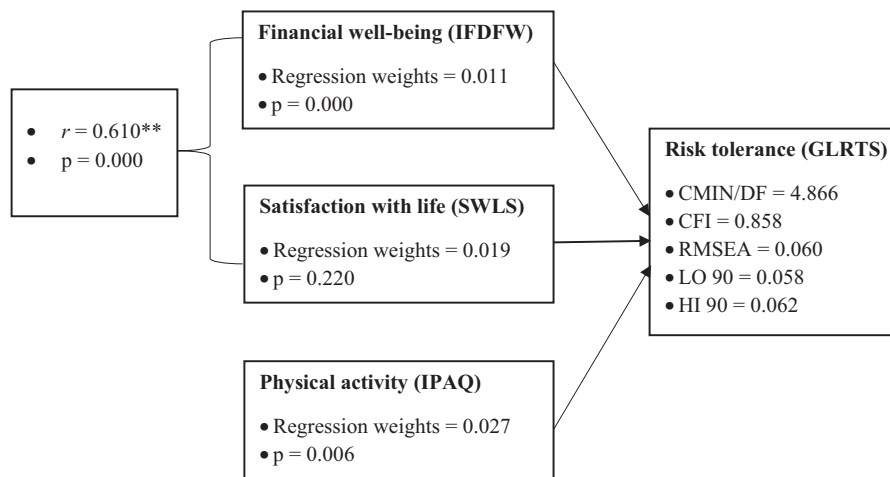 Financial well-being (IFDFW)
• Regression weights = 0.011
• p = 0.000
• r = 0.610**
• p = 0.000
Satisfaction with life (SWLS)
• Regression weights = 0.019
• p = 0.220
Physical activity (IPAQ)
• Regression weights = 0.027
• p = 0.006
Risk tolerance (GLRTS)
• CMIN/DF = 4.866
• CFI = 0.858
• RMSEA = 0.060
• LO 90 = 0.058
• HI 90 = 0.062